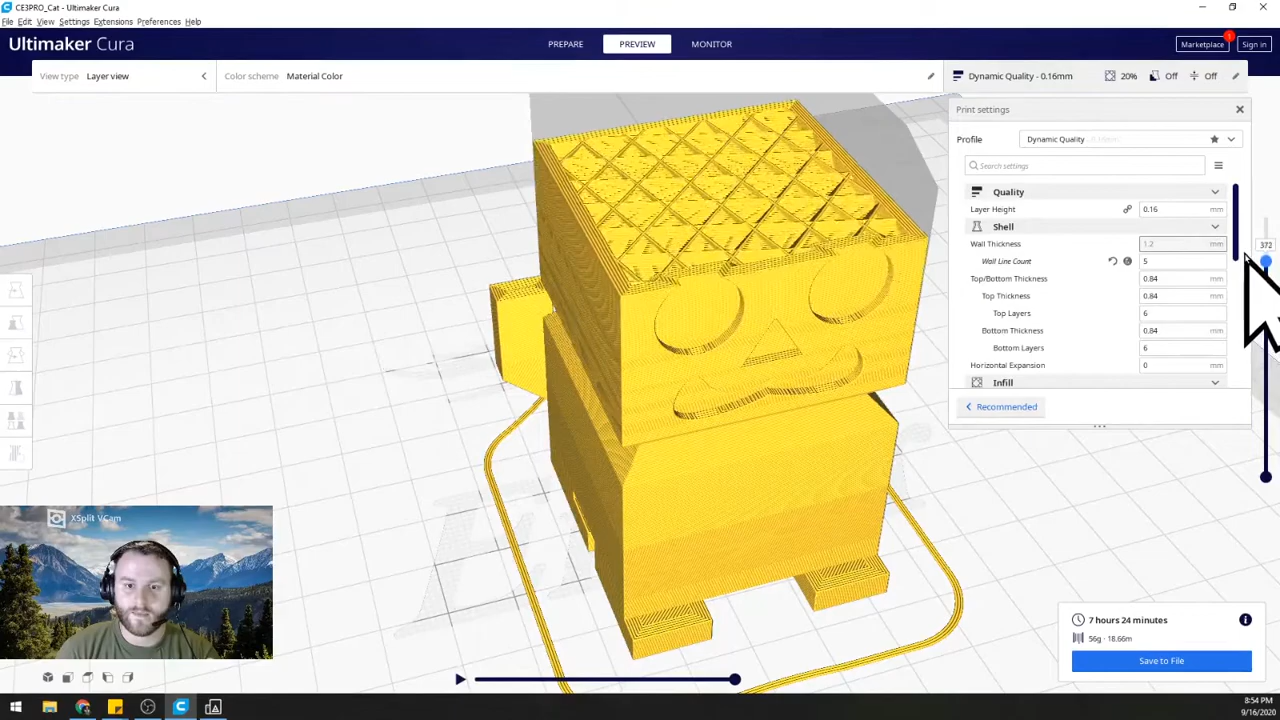 CE3PRO_Cat - Ultimaker Cura
File Edit View Settings Extensions Preferences Help
Ultimaker Cura
PREPARE PREVIEW MONITOR
Marketplace 1 Sign in
View type Layer view
Color scheme Material Color
Dynamic Quality - 0.16mm 20% Off Off
Print settings
Profile Dynamic Quality - 0.16mm
Search settings
Quality
Layer Height 0.16 mm
Shell
Wall Thickness 1.2 mm
Wall Line Count 5
Top/Bottom Thickness 0.84 mm
Top Thickness 0.84 mm
Top Layers 6
Bottom Thickness 0.84 mm
Bottom Layers 6
Horizontal Expansion 0 mm
Infill
372
Recommended
XSplit VCam
7 hours 24 minutes
56g · 18.66m
Save to File
8:54 PM
9/16/2020